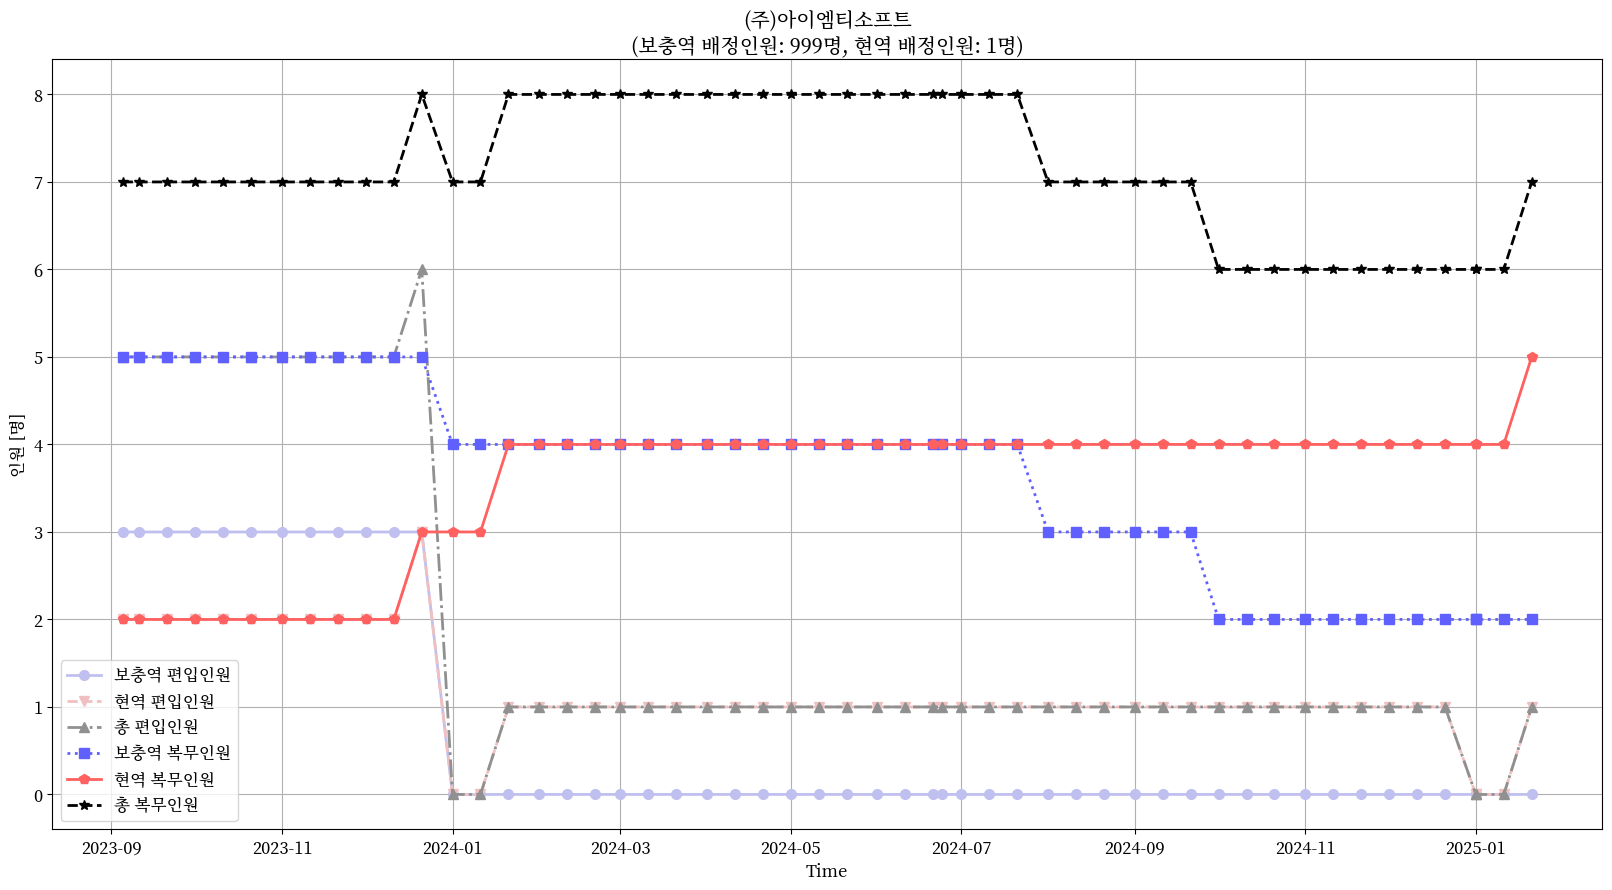 (주)아이엠티소프트
(보충역 배정인원: 999명, 현역 배정인원: 1명)
8
7
6
5
4
3
2
1
0
인원 [명]
보충역 편입인원
현역 편입인원
총 편입인원
보충역 복무인원
현역 복무인원
총 복무인원
2023-09 2023-11 2024-01 2024-03 2024-05 2024-07 2024-09 2024-11 2025-01
Time